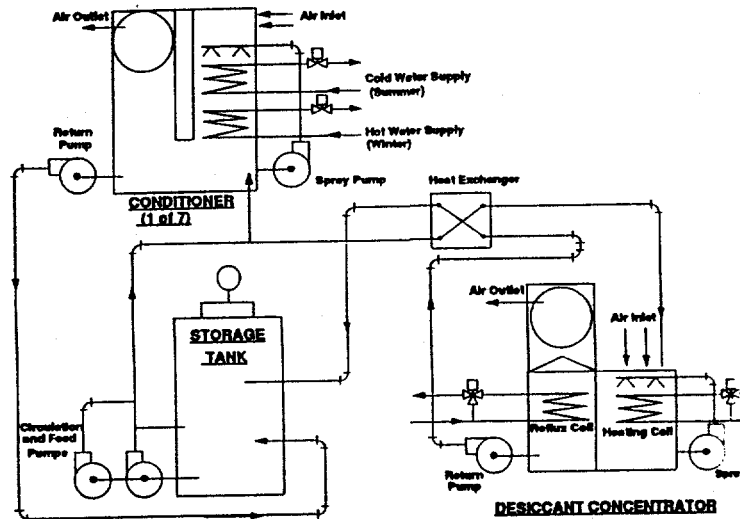 Air Outlet
Air Inlet
Cold Water Supply
(Summer)
Hot Water Supply
(Winter)
Return
Pump
Spray Pump
CONDITIONER
(1 of 7)
Heat Exchanger
Air Outlet
Air Inlet
STORAGE
TANK
Circulation
and Feed
Pumps
Reflux Coil
Heating Coil
Return
Pump
Spra
DESICCANT CONCENTRATOR